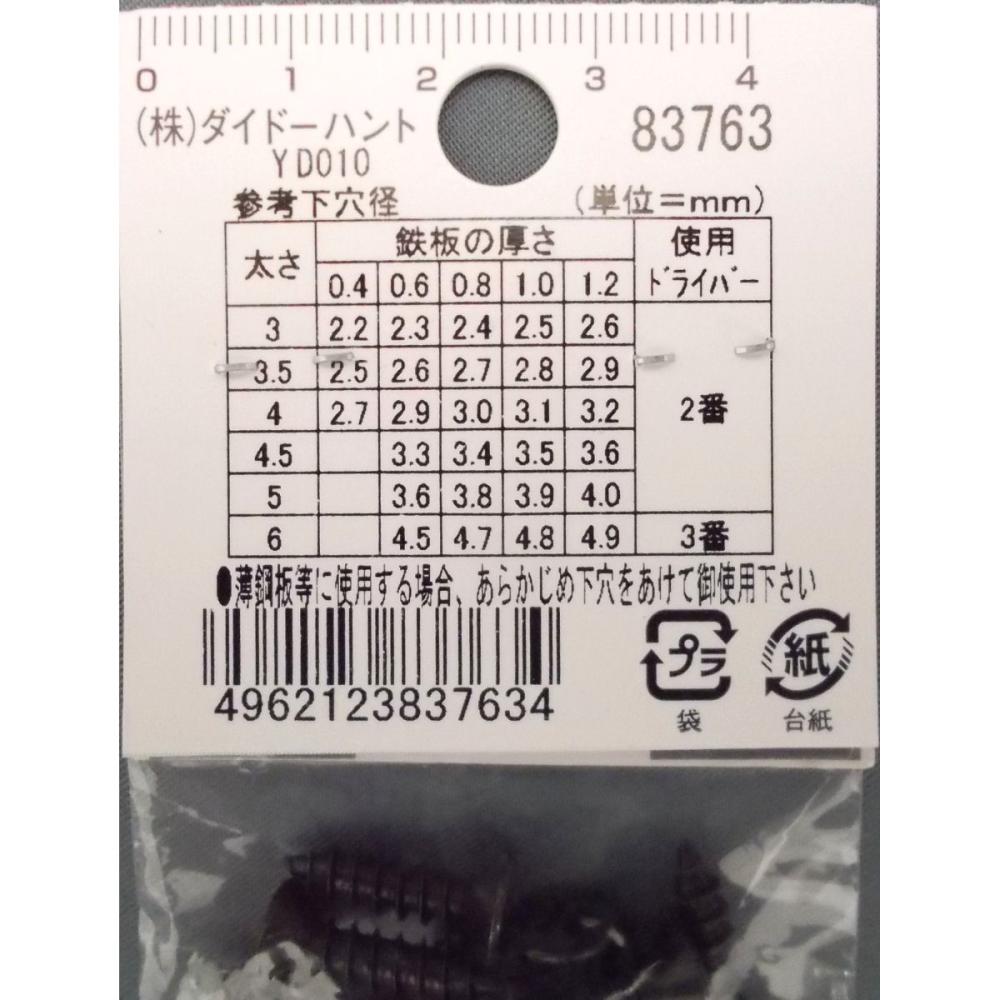 0 1 2 3 4
(株)ダイドーハント 83763
YD010
参考下穴径 (単位=mm)
太さ 鉄板の厚さ 使用ドライバー
0.4 0.6 0.8 1.0 1.2
3 2.2 2.3 2.4 2.5 2.6
3.5 2.5 2.6 2.7 2.8 2.9
4 2.7 2.9 3.0 3.1 3.2 2番
4.5 3.3 3.4 3.5 3.6
5 3.6 3.8 3.9 4.0
6 4.5 4.7 4.8 4.9 3番
●薄鋼板等に使用する場合、あらかじめ下穴をあけて御使用下さい
4962123837634
プラ 紙
袋 台紙